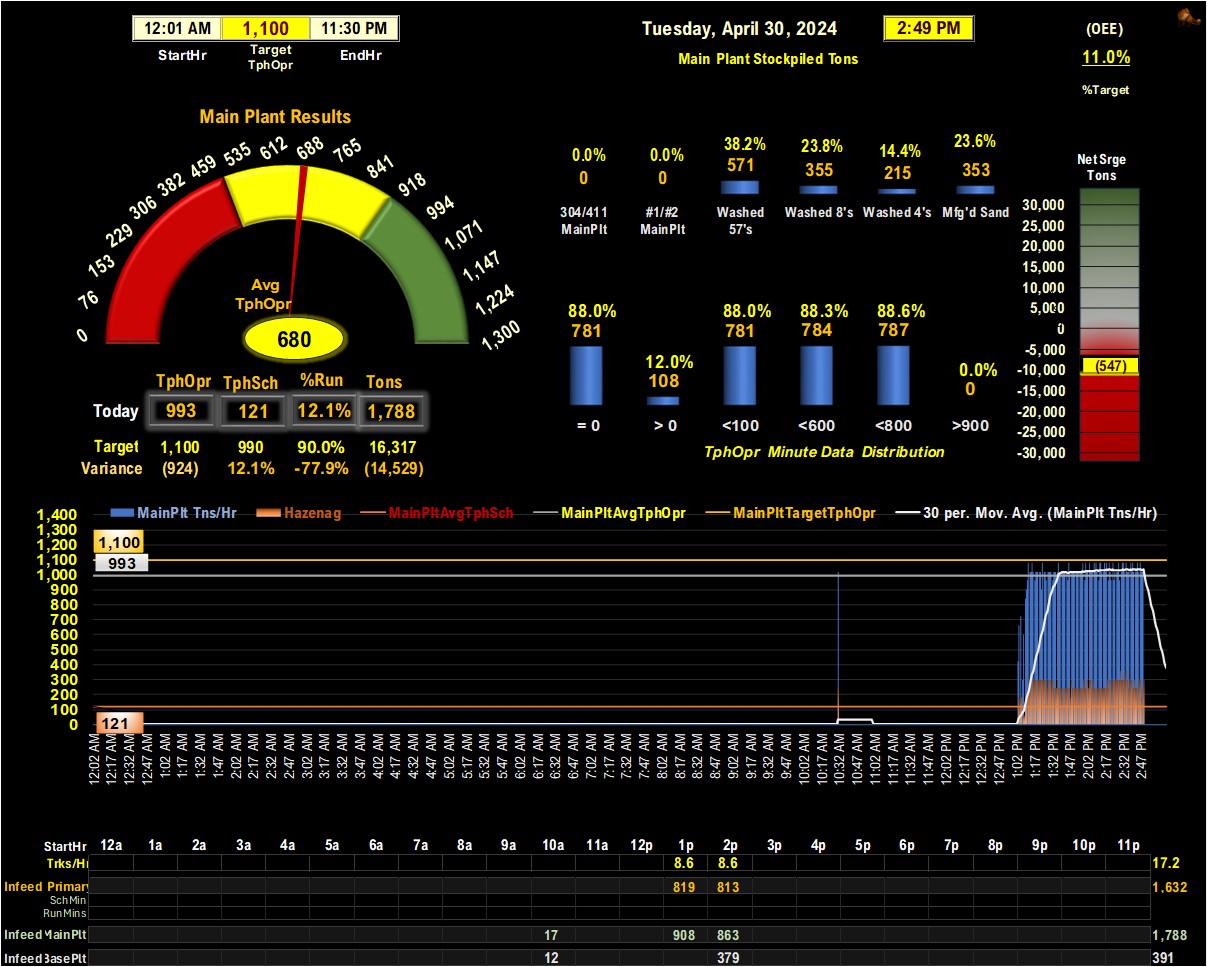 12:01 AM 1,100 11:30 PM
StartHr Target TphOpr EndHr
Tuesday, April 30, 2024
2:49 PM
Main Plant Stockpiled Tons
(OEE)
11.0%
%Target
Main Plant Results
0 76 153 229 306 382 459 535 612 688 765 841 918 994 1,071 1,147 1,224 1,300
Avg
TphOpr
680
TphOpr TphSch %Run Tons
Today 993 121 12.1% 1,788
Target 1,100 990 90.0% 16,317
Variance (924) 12.1% -77.9% (14,529)
0.0% 0.0% 38.2% 23.8% 14.4% 23.6%
0 0 571 355 215 353
304/411 #1/#2 Washed Washed 8's Washed 4's Mfg'd Sand
MainPlt MainPlt 57's
88.0% 12.0% 88.0% 88.3% 88.6% 0.0%
781 108 781 784 787 0
= 0 > 0 <100 <600 <800 >900
TphOpr Minute Data Distribution
Net Srge
Tons
30,000
25,000
20,000
15,000
10,000
5,000
0
-5,000
-10,000
-15,000
-20,000
-25,000
-30,000
(547)
MainPlt Tns/Hr Hazenag MainPltAvgTphSch MainPltAvgTphOpr MainPltTargetTphOpr 30 per. Mov. Avg. (MainPlt Tns/Hr)
1,400
1,300
1,200
1,100
1,000
900
800
700
600
500
400
300
200
100
0
1,100
993
121
12:02 AM 12:17 AM 12:32 AM 12:47 AM 1:02 AM 1:17 AM 1:32 AM 1:47 AM 2:02 AM 2:17 AM 2:32 AM 2:47 AM 3:02 AM 3:17 AM 3:32 AM 3:47 AM 4:02 AM 4:17 AM 4:32 AM 4:47 AM 5:02 AM 5:17 AM 5:32 AM 5:47 AM 6:02 AM 6:17 AM 6:32 AM 6:47 AM 7:02 AM 7:17 AM 7:32 AM 7:47 AM 8:02 AM 8:17 AM 8:32 AM 8:47 AM 9:02 AM 9:17 AM 9:32 AM 9:47 AM 10:02 AM 10:17 AM 10:32 AM 10:47 AM 11:02 AM 11:17 AM 11:32 AM 11:47 AM 12:02 PM 12:17 PM 12:32 PM 12:47 PM 1:02 PM 1:17 PM 1:32 PM 1:47 PM 2:02 PM 2:17 PM 2:32 PM 2:47 PM
StartHr 12a 1a 2a 3a 4a 5a 6a 7a 8a 9a 10a 11a 12p 1p 2p 3p 4p 5p 6p 7p 8p 9p 10p 11p
Trks/Hr 8.6 8.6 17.2
Infeed Primary 819 813 1,632
SchMin
RunMins
Infeed MainPlt 17 908 863 1,788
Infeed BasePlt 12 379 391